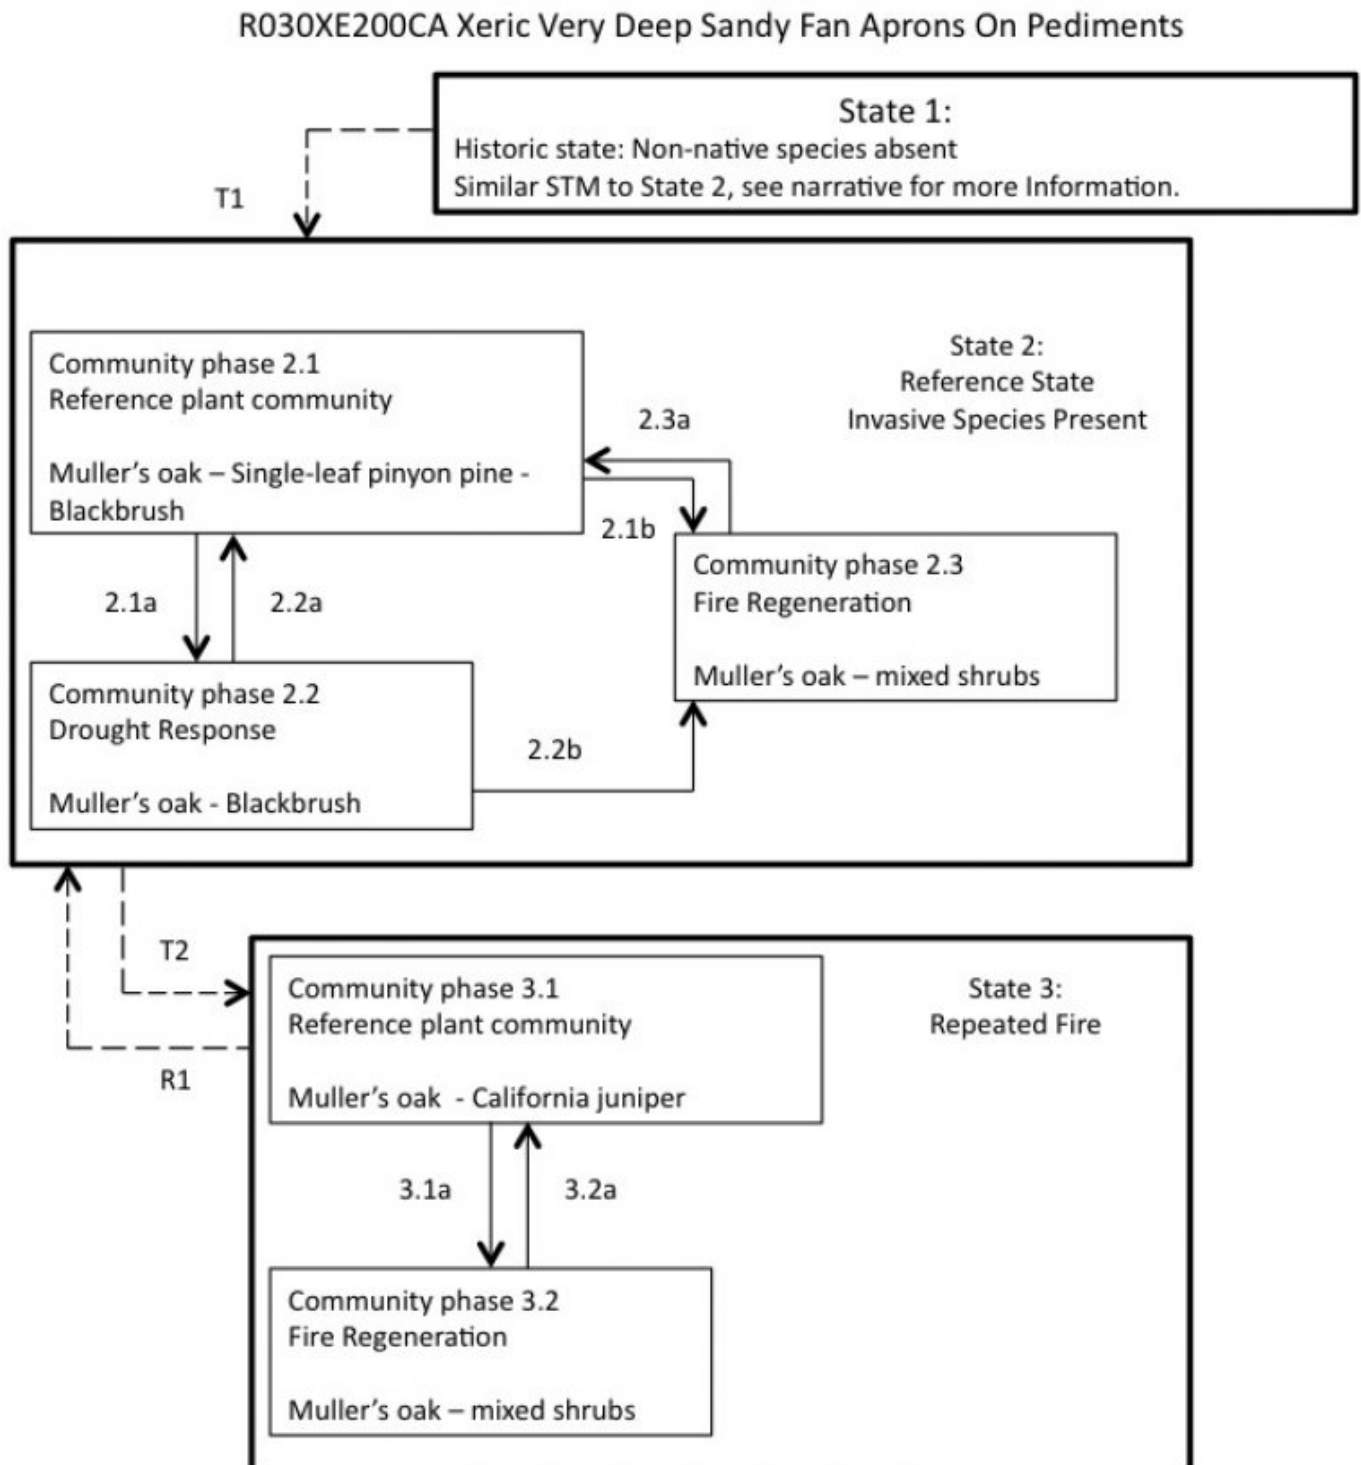 R030XE200CA Xeric Very Deep Sandy Fan Aprons On Pediments
State 1:
Historic state: Non-native species absent
Similar STM to State 2, see narrative for more Information.
T1
Community phase 2.1
Reference plant community
Muller's oak – Single-leaf pinyon pine -
Blackbrush
State 2:
Reference State
Invasive Species Present
2.3a
2.1b
2.1a
2.2a
Community phase 2.3
Fire Regeneration
Muller's oak – mixed shrubs
Community phase 2.2
Drought Response
Muller's oak - Blackbrush
2.2b
T2
R1
Community phase 3.1
Reference plant community
Muller's oak - California juniper
State 3:
Repeated Fire
3.1a
3.2a
Community phase 3.2
Fire Regeneration
Muller's oak – mixed shrubs